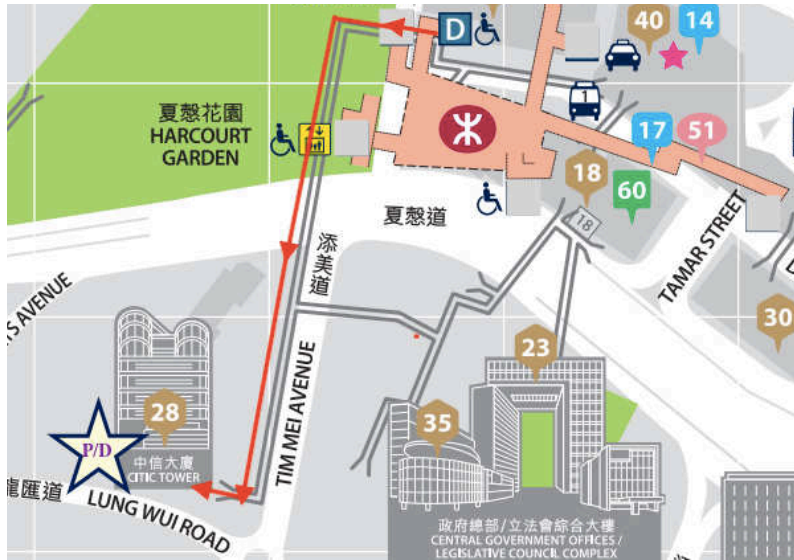 40
14
D
1
夏慤花園
HARCOURT
GARDEN
17
51
18
60
夏慤道
18
添美道
TAMAR STREET
TIM MEI AVENUE
30
23
28
35
P/D
中信大廈
CITIC TOWER
龍匯道
LUNG WUI ROAD
政府總部/立法會綜合大樓
CENTRAL GOVERNMENT OFFICES /
LEGISLATIVE COUNCIL COMPLEX
AVENUE